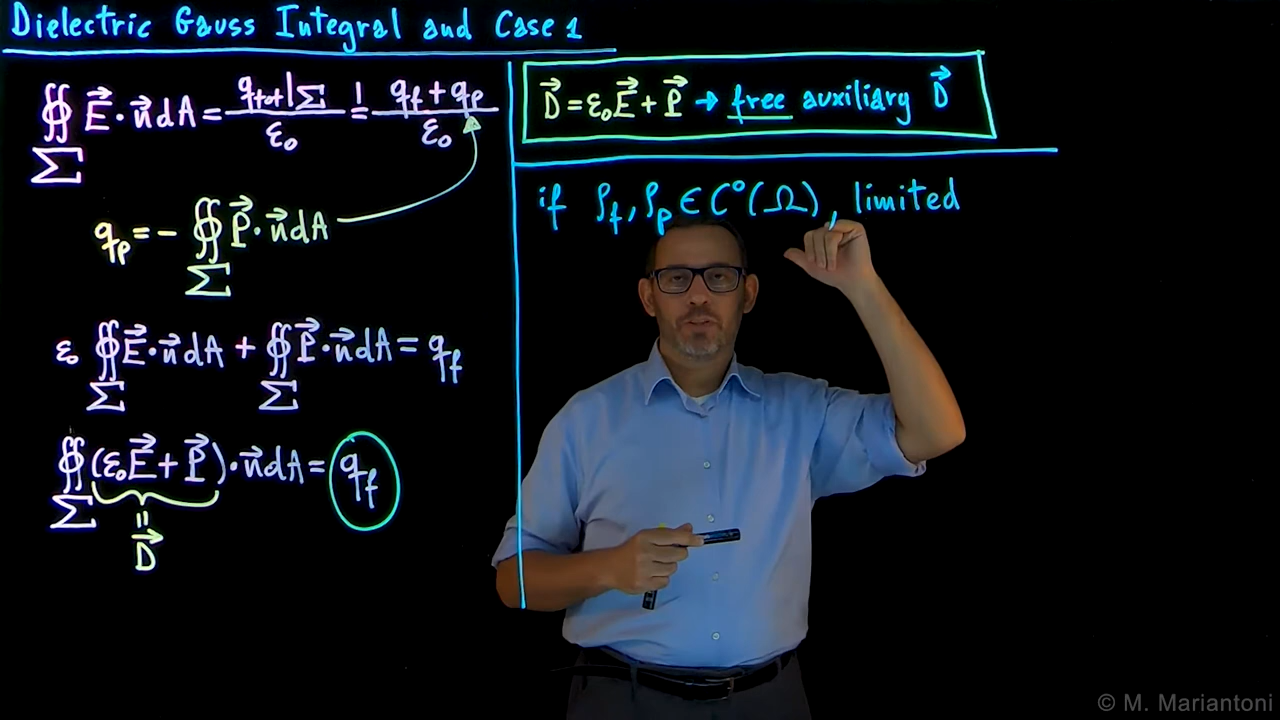 Dielectric Gauss Integral and Case 1
∯_Σ E⃗ · n⃗ dA = q_tot|_Σ / ε₀ =! (q_f + q_p) / ε₀
q_p = - ∯_Σ P⃗ · n⃗ dA
ε₀ ∯_Σ E⃗ · n⃗ dA + ∯_Σ P⃗ · n⃗ dA = q_f
∯_Σ (ε₀E⃗ + P⃗) · n⃗ dA = q_f
=
D⃗
D⃗ = ε₀E⃗ + P⃗ → free auxiliary D⃗
if ρ_f, ρ_p ∈ C⁰(Ω), limited
© M. Mariantoni